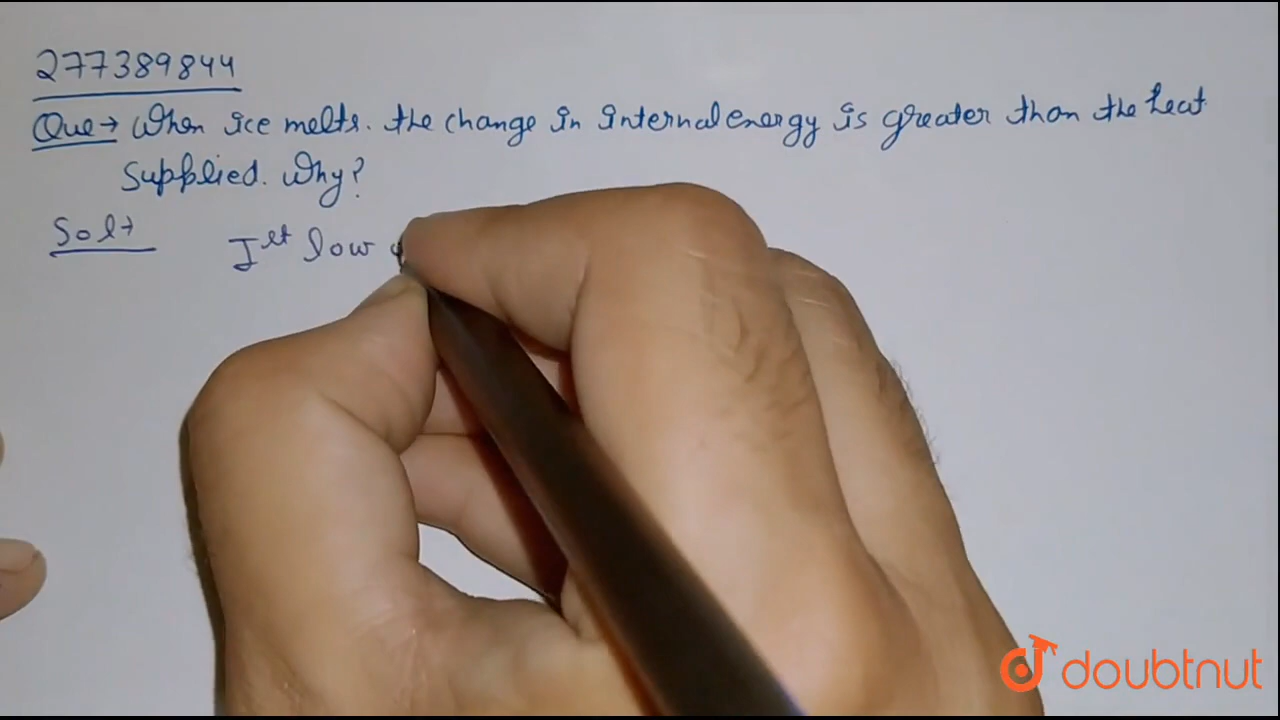 277389844
Que→ When ice melts. the change in internal energy is greater than the heat
supplied. Why?
Sol→ Ist low
doubtnut